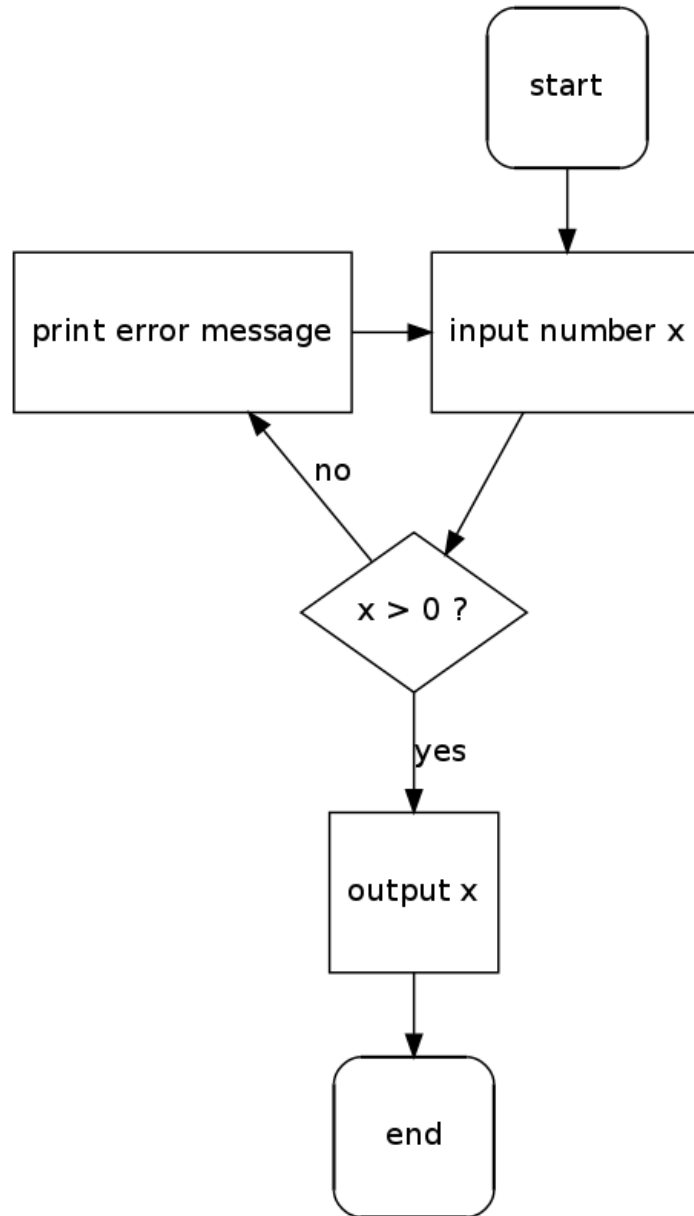 start
print error message
input number x
no
x > 0 ?
yes
output x
end